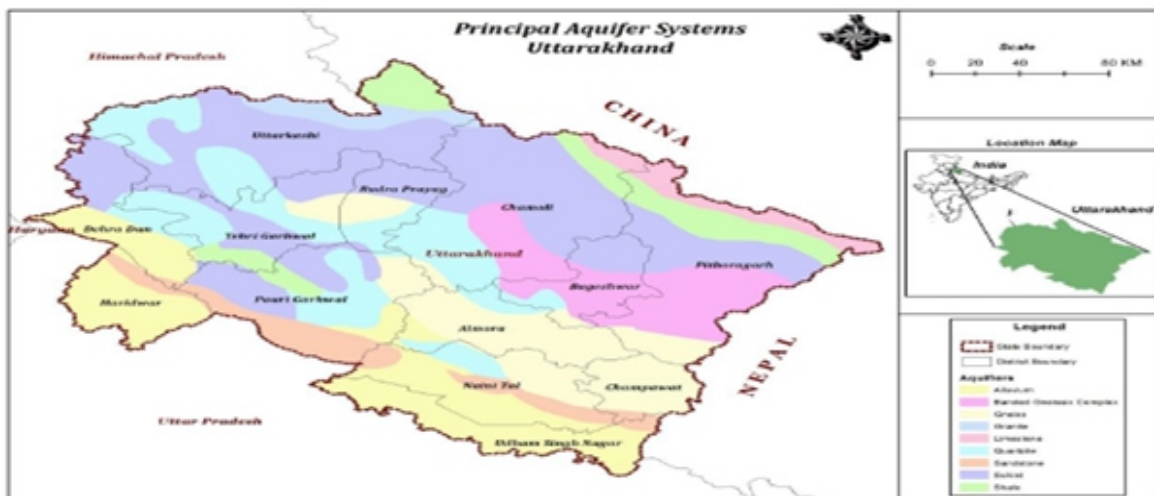 Principal Aquifer Systems
Uttarakhand
Himachal Pradesh
CHINA
Scale
0 20 40 80 KM
Location Map
India
Uttarakhand
Uttarkashi
Rudra Prayag
Chamoli
Haryana
Dehra Dun
Tehri Garhwal
Uttarakhand
Pithoragarh
Haridwar
Pauri Garhwal
Bageshwar
Almora
NEPAL
Naini Tal
Champawat
Uttar Pradesh
Udham Singh Nagar
Legend
State Boundary
District Boundary
Aquifers
Alluvium
Banded Gneissic Complex
Gneiss
Granite
Limestone
Quartzite
Sandstone
Schist
Shale